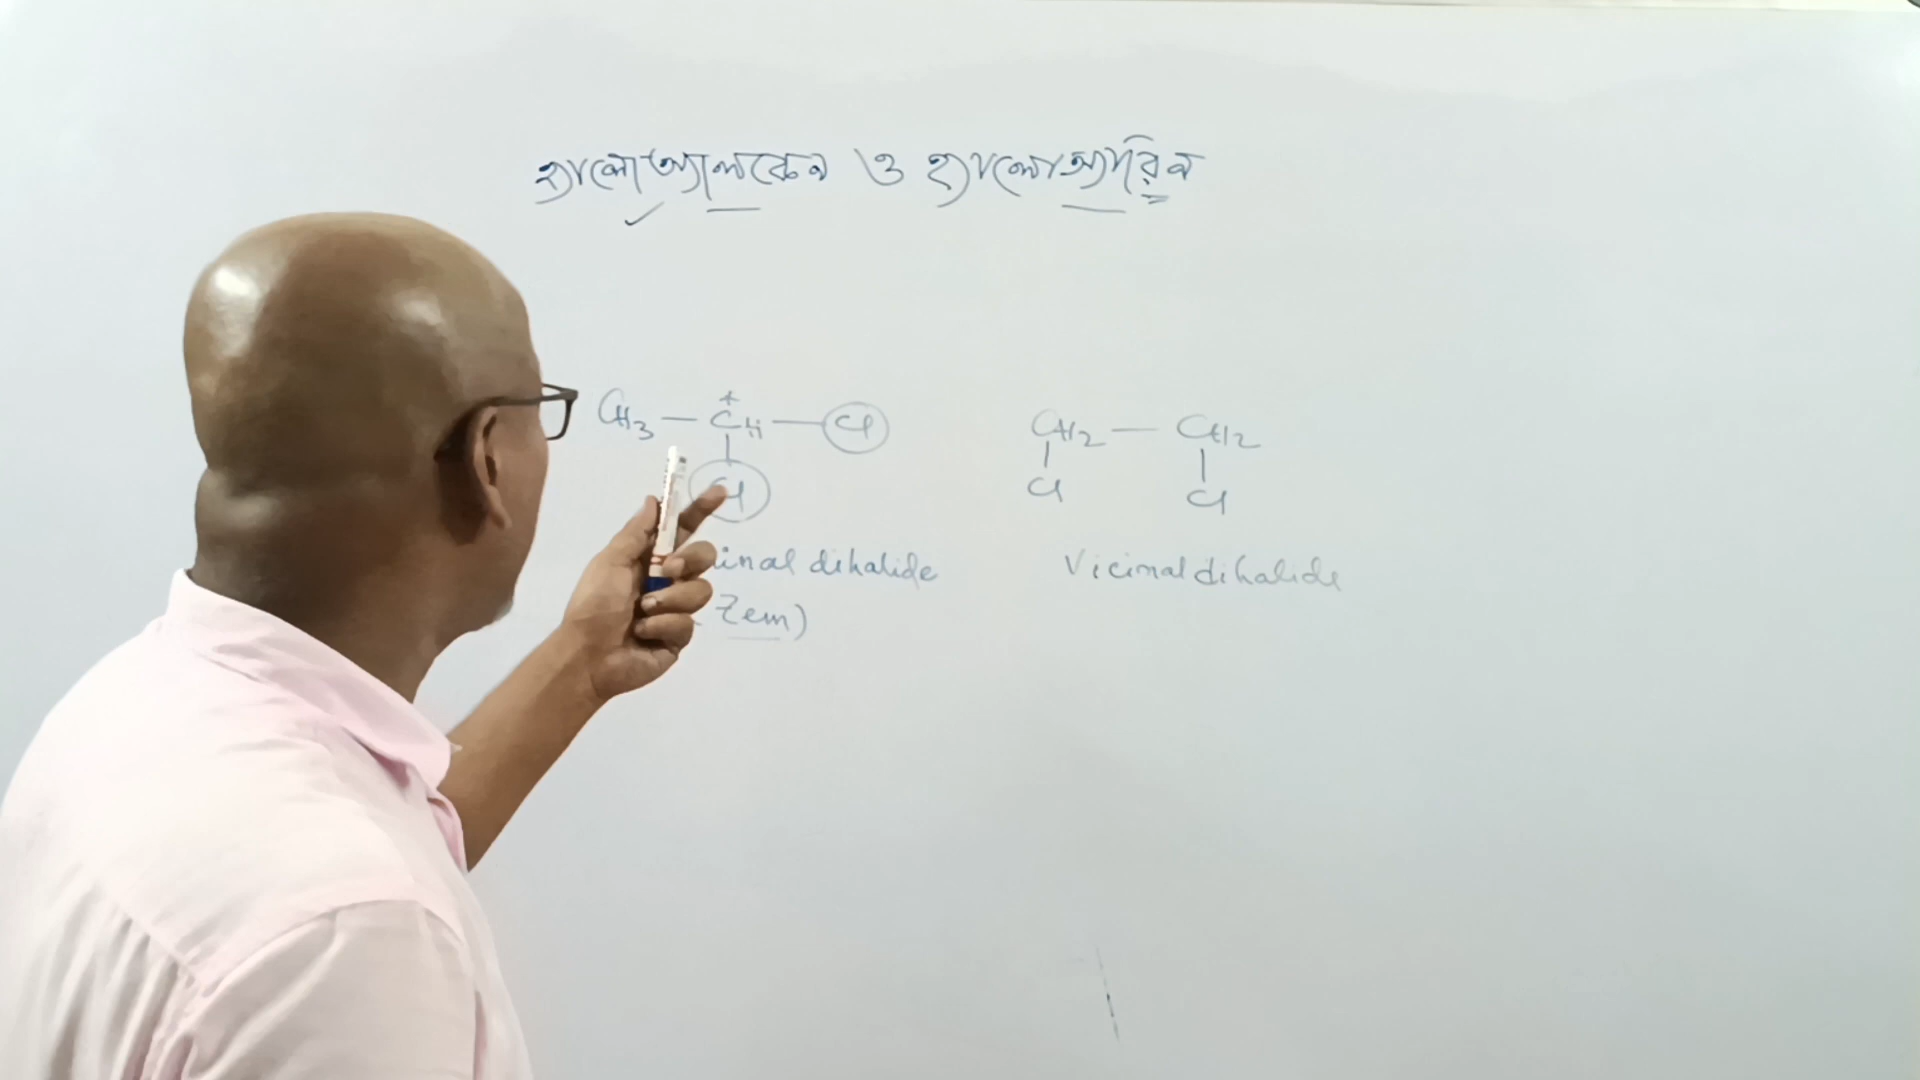 হ্যালোঅ্যালকেন ও হ্যালোঅ্যারিন
CH3 — CH — Cl
Cl
CH2 — CH2
Cl Cl
inal dihalide
Vicinal dihalide
(Zem)